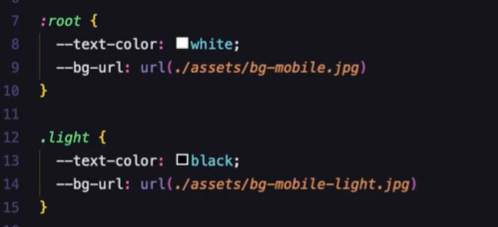 7 :root {
8 --text-color: white;
9 --bg-url: url(./assets/bg-mobile.jpg)
10 }
11
12 .light {
13 --text-color: black;
14 --bg-url: url(./assets/bg-mobile-light.jpg)
15 }